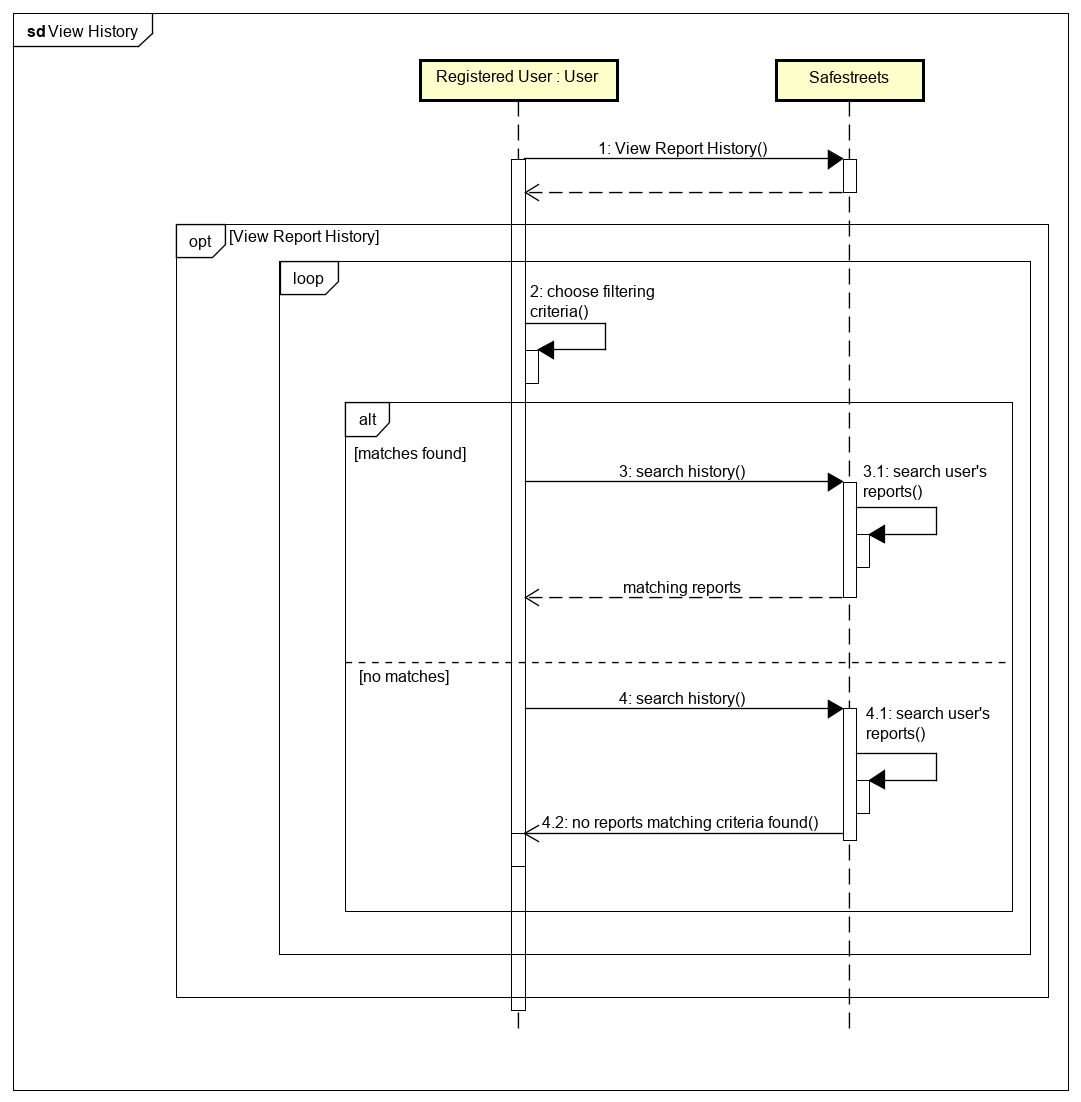 sd View History
Registered User : User
Safestreets
1: View Report History()
opt
[View Report History]
loop
2: choose filtering
criteria()
alt
[matches found]
3: search history()
3.1: search user's
reports()
matching reports
[no matches]
4: search history()
4.1: search user's
reports()
4.2: no reports matching criteria found()